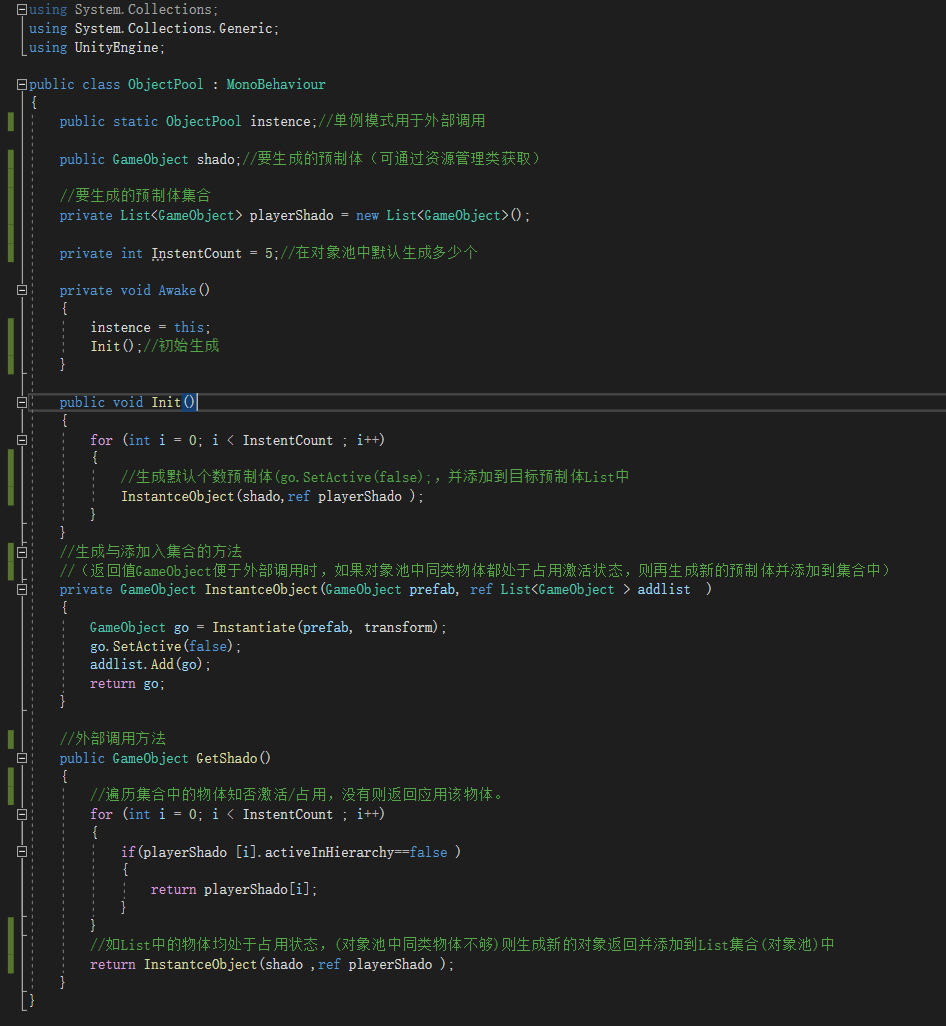 using System.Collections;
using System.Collections.Generic;
using UnityEngine;
public class ObjectPool : MonoBehaviour
{
public static ObjectPool instence;//单例模式用于外部调用
public GameObject shado;//要生成的预制体（可通过资源管理类获取）
//要生成的预制体集合
private List<GameObject> playerShado = new List<GameObject>();
private int InstentCount = 5;//在对象池中默认生成多少个
private void Awake()
{
instence = this;
Init();//初始生成
}
public void Init()
{
for (int i = 0; i < InstentCount ; i++)
{
//生成默认个数预制体(go.SetActive(false);，并添加到目标预制体List中
InstantceObject(shado,ref playerShado );
}
}
//生成与添加入集合的方法
//（返回值GameObject便于外部调用时，如果对象池中同类物体都处于占用激活状态，则再生成新的预制体并添加到集合中）
private GameObject InstantceObject(GameObject prefab, ref List<GameObject > addlist )
{
GameObject go = Instantiate(prefab, transform);
go.SetActive(false);
addlist.Add(go);
return go;
}
//外部调用方法
public GameObject GetShado()
{
//遍历集合中的物体知否激活/占用，没有则返回应用该物体。
for (int i = 0; i < InstentCount ; i++)
{
if(playerShado [i].activeInHierarchy==false )
{
return playerShado[i];
}
}
//如List中的物体均处于占用状态，(对象池中同类物体不够)则生成新的对象返回并添加到List集合(对象池)中
return InstantceObject(shado ,ref playerShado );
}
}